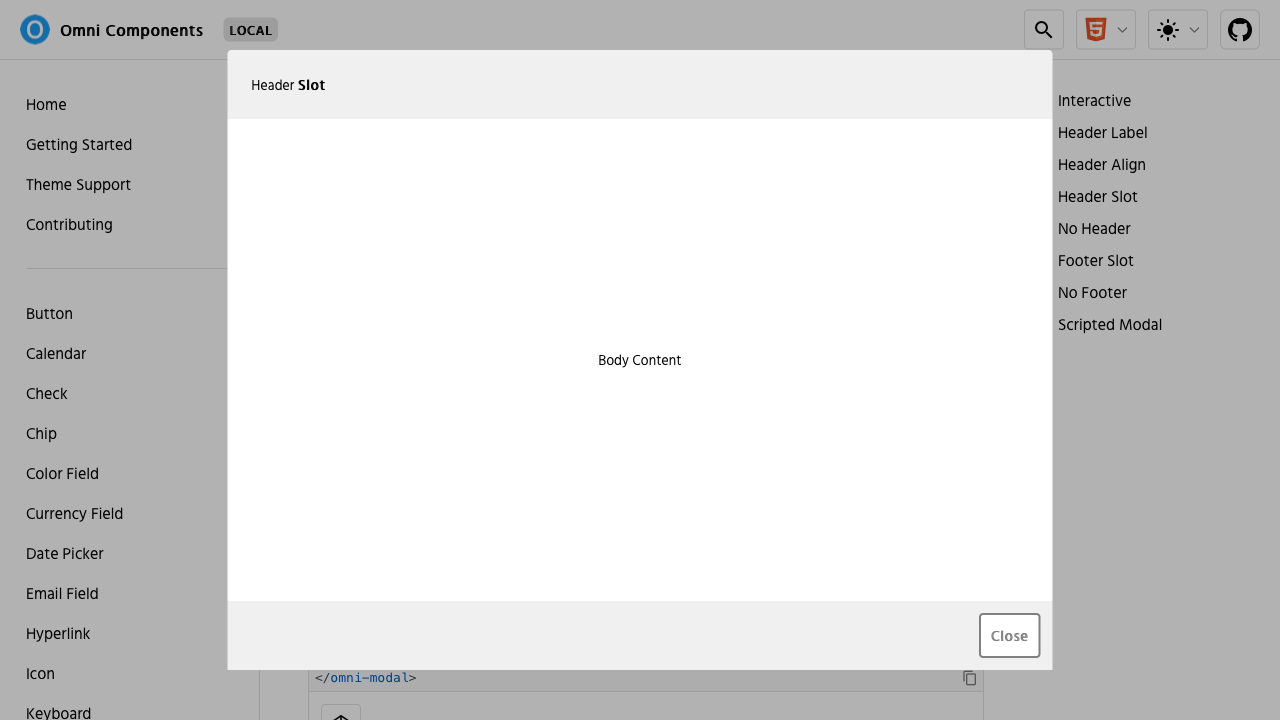 Omni Components
LOCAL
Header Slot
Body Content
Close
Home
Getting Started
Theme Support
Contributing
Button
Calendar
Check
Chip
Color Field
Currency Field
Date Picker
Email Field
Hyperlink
Icon
Keyboard
Interactive
Header Label
Header Align
Header Slot
No Header
Footer Slot
No Footer
Scripted Modal
</omni-modal>